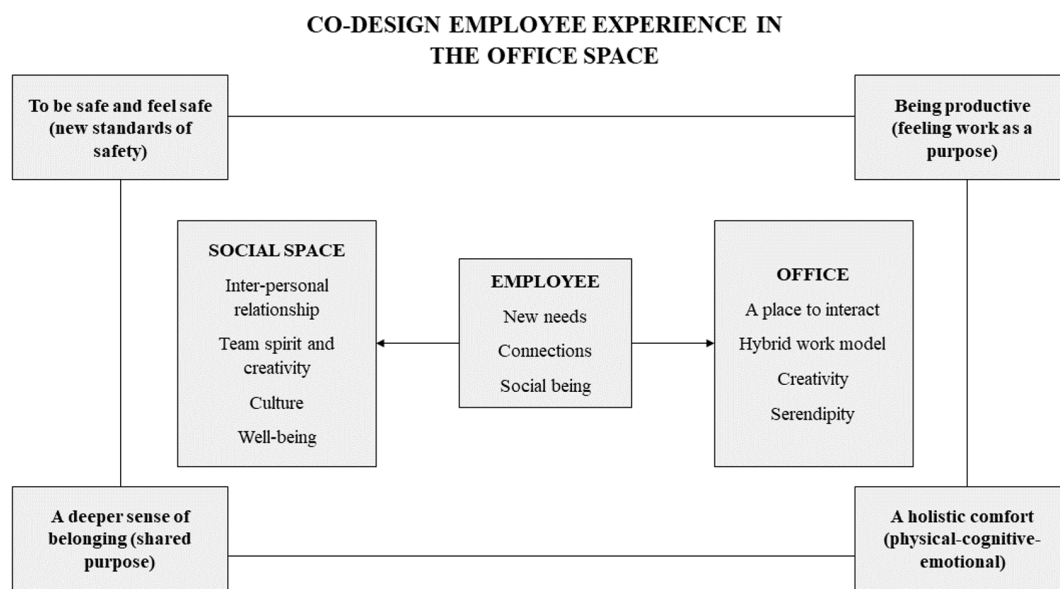 CO-DESIGN EMPLOYEE EXPERIENCE IN
THE OFFICE SPACE
To be safe and feel safe
(new standards of
safety)
Being productive
(feeling work as a
purpose)
SOCIAL SPACE
Inter-personal
relationship
Team spirit and
creativity
Culture
Well-being
EMPLOYEE
New needs
Connections
Social being
OFFICE
A place to interact
Hybrid work model
Creativity
Serendipity
A deeper sense of
belonging (shared
purpose)
A holistic comfort
(physical-cognitive-
emotional)